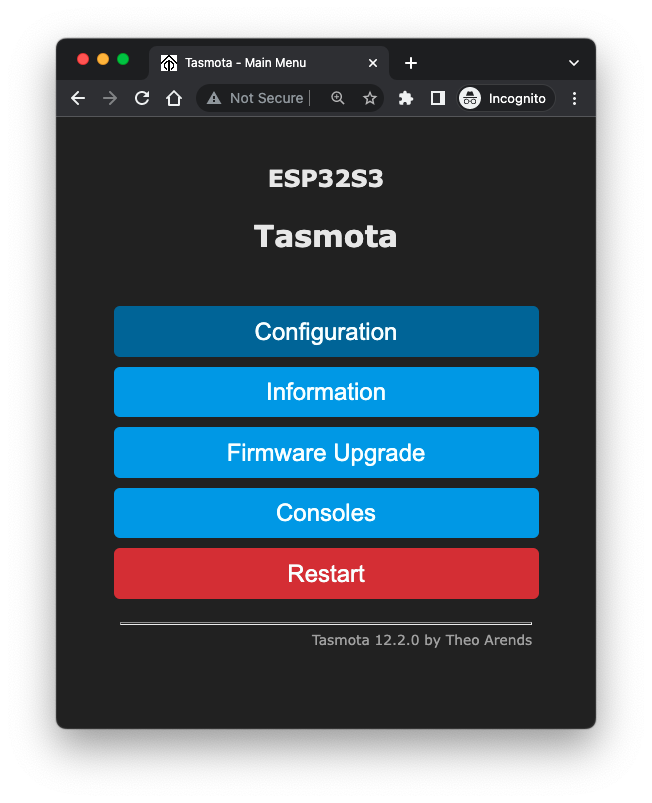 Tasmota - Main Menu
Not Secure
Incognito
ESP32S3
Tasmota
Configuration
Information
Firmware Upgrade
Consoles
Restart
Tasmota 12.2.0 by Theo Arends